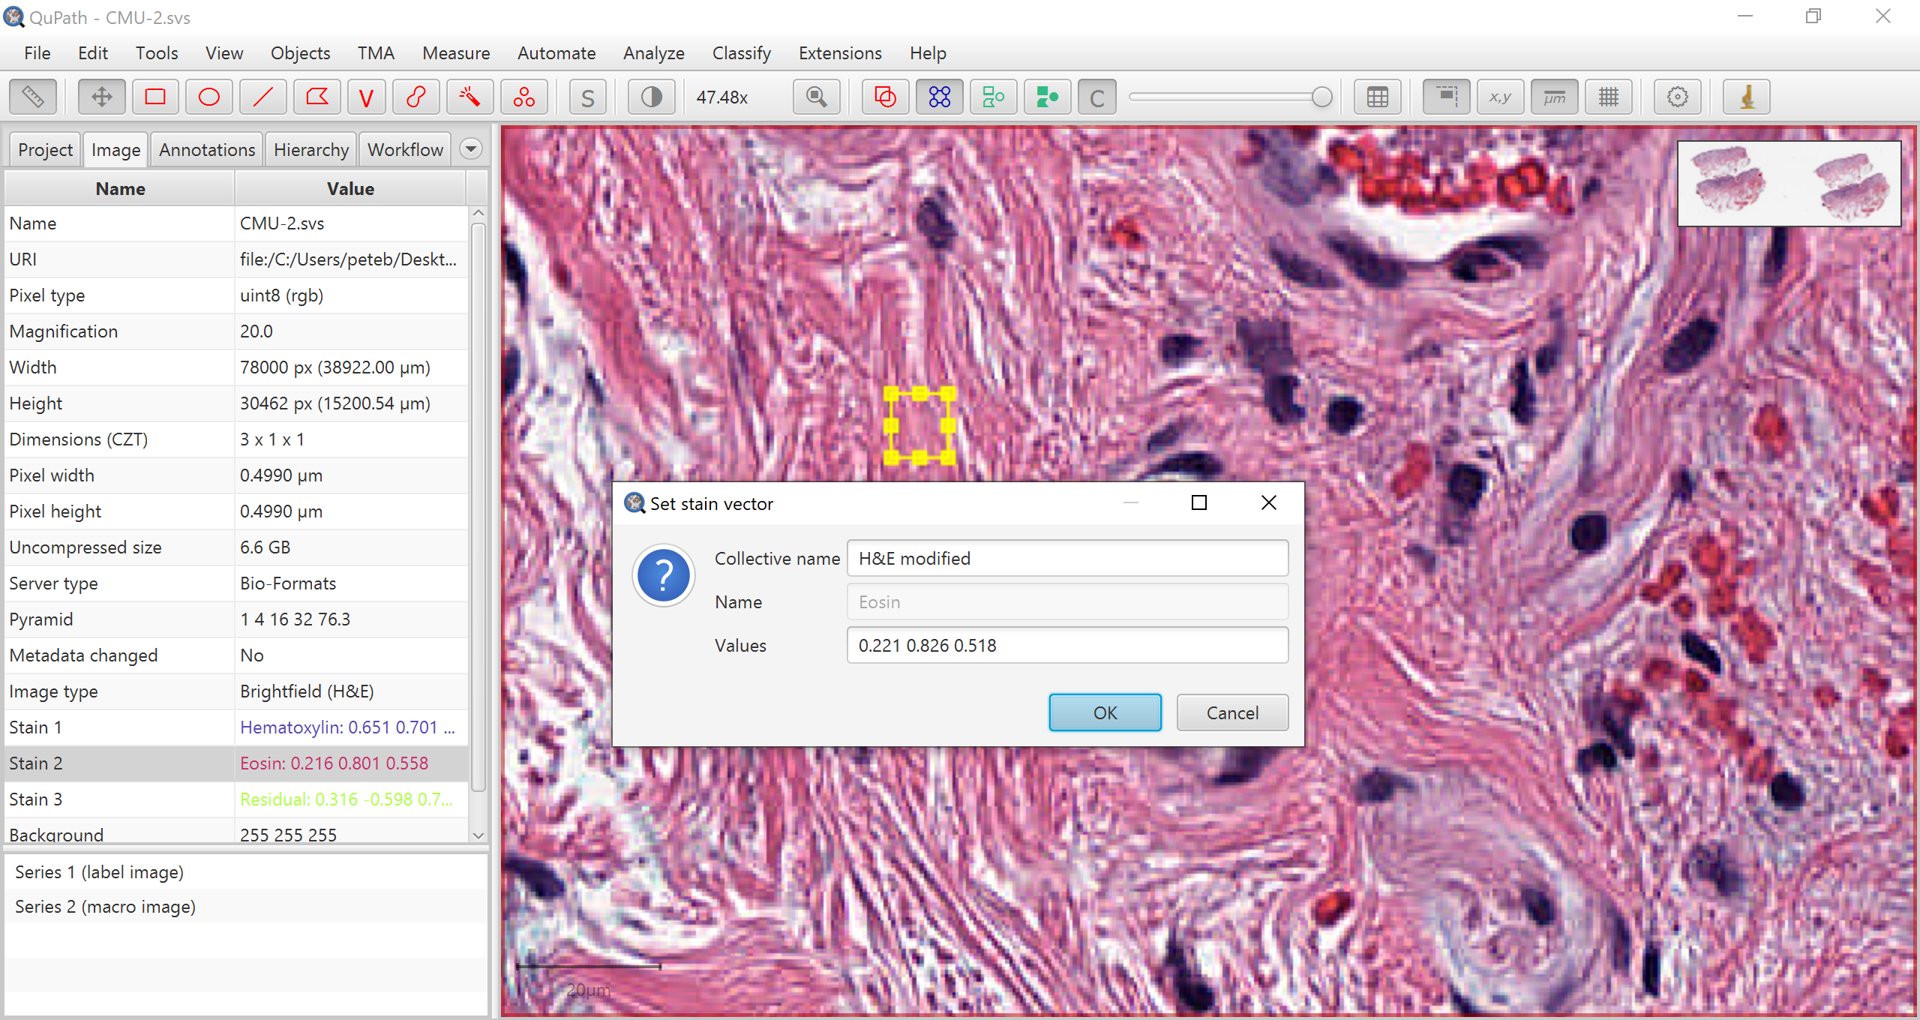 QuPath - CMU-2.svs
File Edit Tools View Objects TMA Measure Automate Analyze Classify Extensions Help
V S 47.48x C x,y µm
Project Image Annotations Hierarchy Workflow
Name Value
Name CMU-2.svs
URI file:/C:/Users/peteb/Deskt...
Pixel type uint8 (rgb)
Magnification 20.0
Width 78000 px (38922.00 µm)
Height 30462 px (15200.54 µm)
Dimensions (CZT) 3 x 1 x 1
Pixel width 0.4990 µm
Pixel height 0.4990 µm
Uncompressed size 6.6 GB
Server type Bio-Formats
Pyramid 1 4 16 32 76.3
Metadata changed No
Image type Brightfield (H&E)
Stain 1 Hematoxylin: 0.651 0.701 ...
Stain 2 Eosin: 0.216 0.801 0.558
Stain 3 Residual: 0.316 -0.598 0.7...
Background 255 255 255
Series 1 (label image)
Series 2 (macro image)
Set stain vector
?
Collective name H&E modified
Name Eosin
Values 0.221 0.826 0.518
OK Cancel
20µm